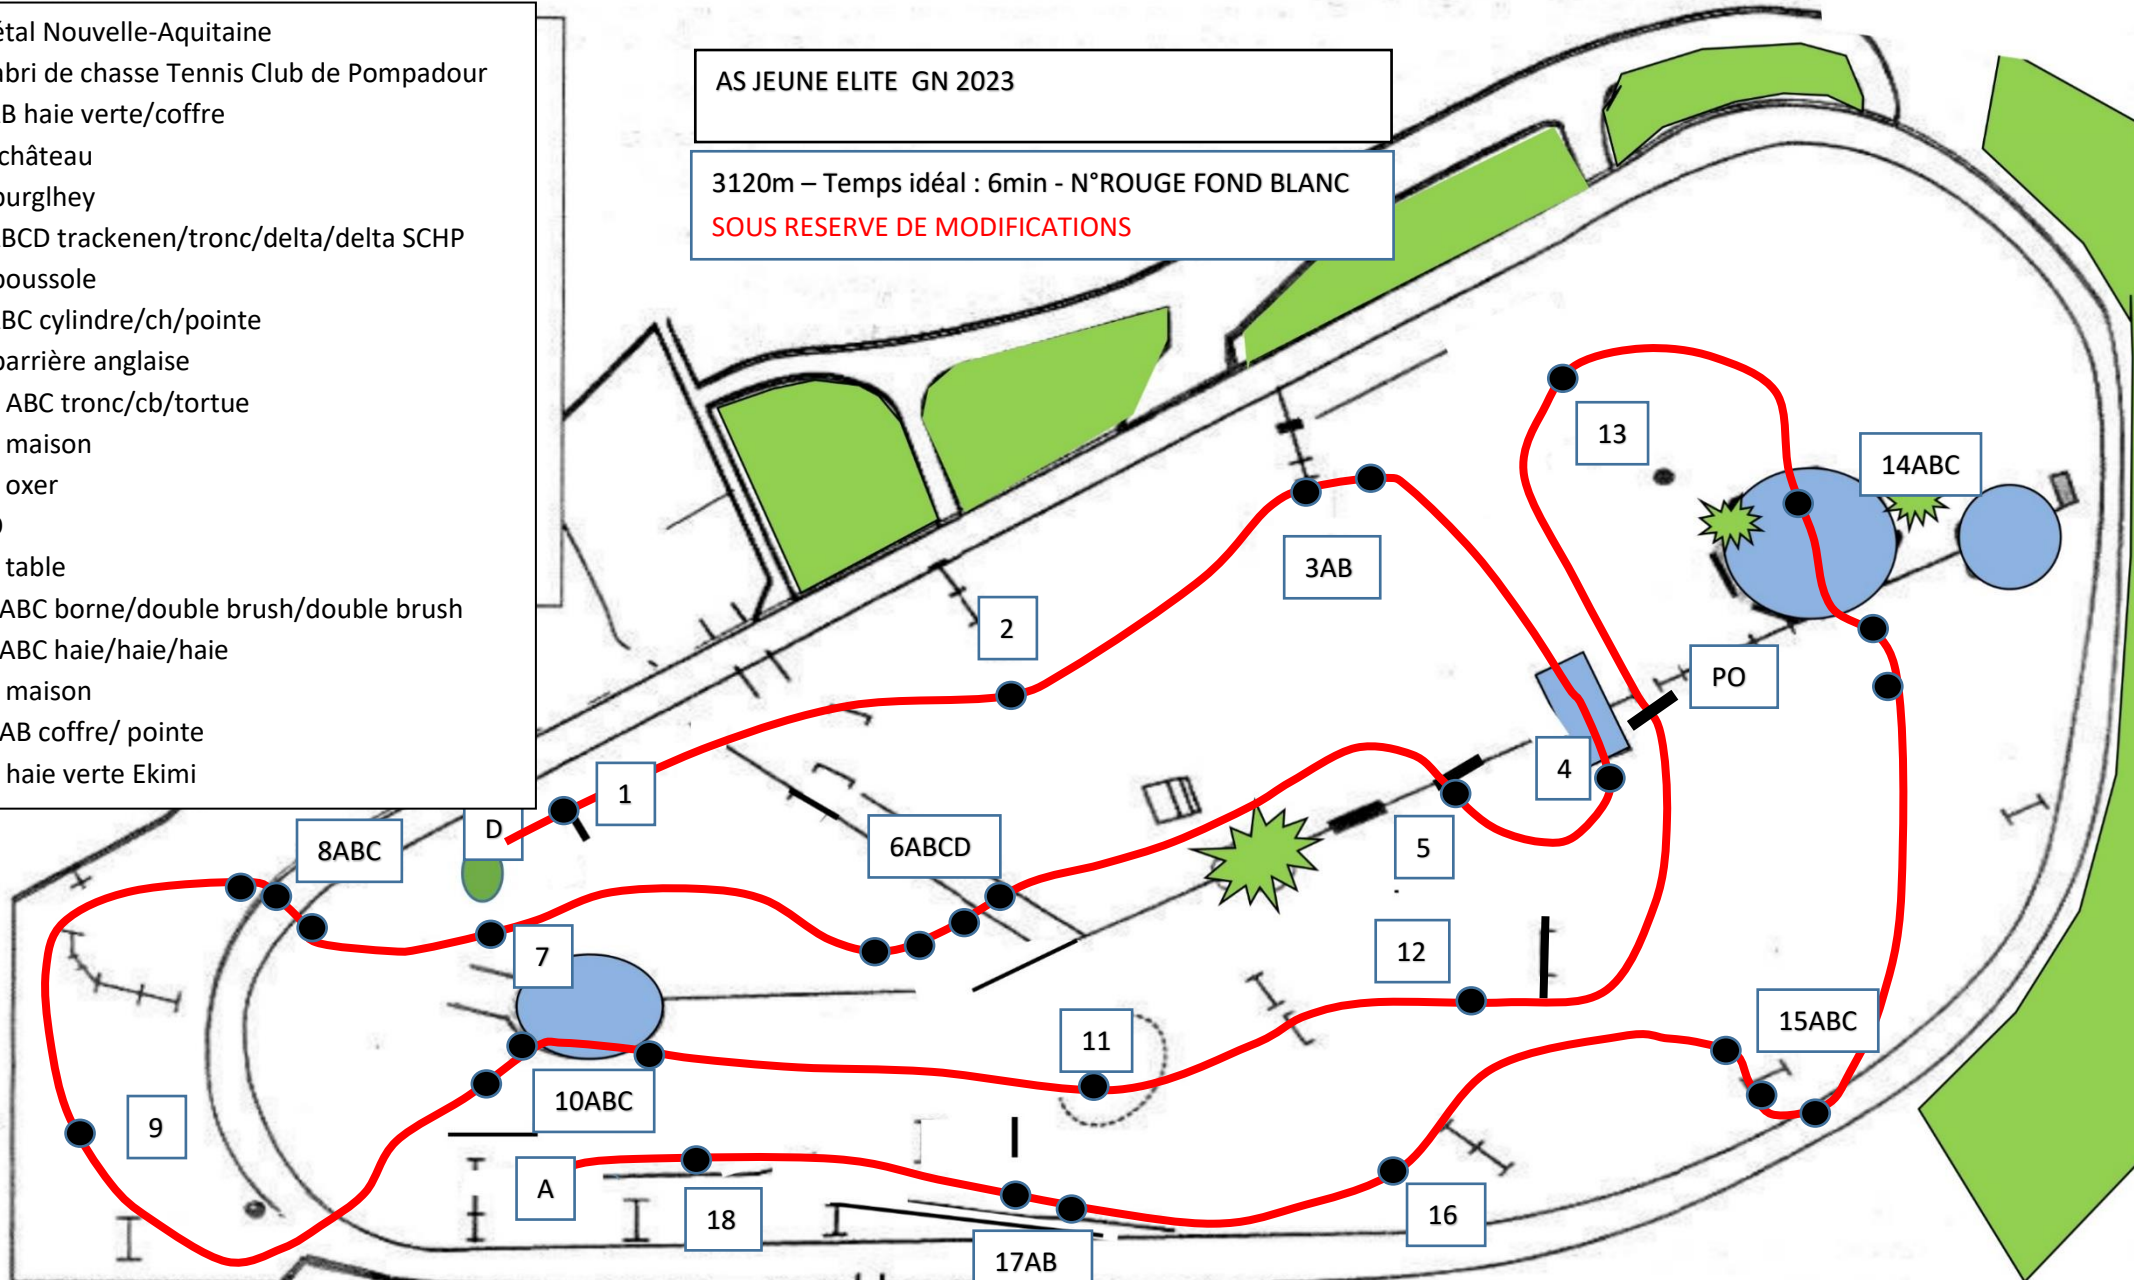 étal Nouvelle-Aquitaine
abri de chasse Tennis Club de Pompadour
AB haie verte/coffre
château
burglhey
ABCD trackenen/tronc/delta/delta SCHP
boussole
ABC cylindre/ch/pointe
barrière anglaise
ABC tronc/cb/tortue
maison
oxer
table
ABC borne/double brush/double brush
ABC haie/haie/haie
maison
AB coffre/ pointe
haie verte Ekimi
AS JEUNE ELITE GN 2023
3120m – Temps idéal : 6min - N°ROUGE FOND BLANC
SOUS RESERVE DE MODIFICATIONS
13
14ABC
3AB
2
PO
4
1
D
8ABC
6ABCD
5
7
12
15ABC
11
10ABC
9
A
18
16
17AB